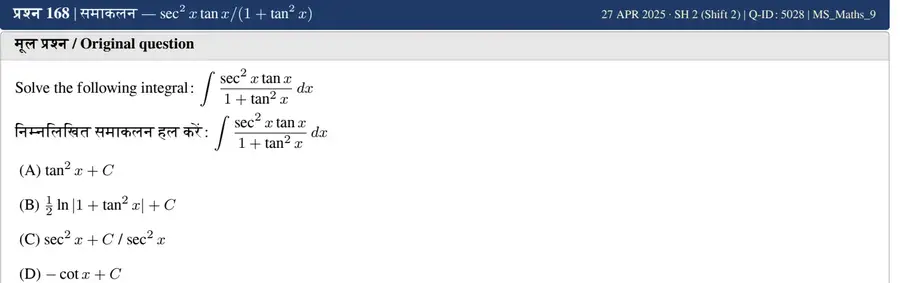 प्रश्न 168 | समाकलन — sec² x tan x/(1 + tan² x)
27 APR 2025 · SH 2 (Shift 2) | Q-ID: 5028 | MS_Maths_9
मूल प्रश्न / Original question
Solve the following integral: ∫ sec² x tan x / 1 + tan² x dx
निम्नलिखित समाकलन हल करें: ∫ sec² x tan x / 1 + tan² x dx
(A) tan² x + C
(B) ½ ln |1 + tan² x| + C
(C) sec² x + C / sec² x
(D) − cot x + C